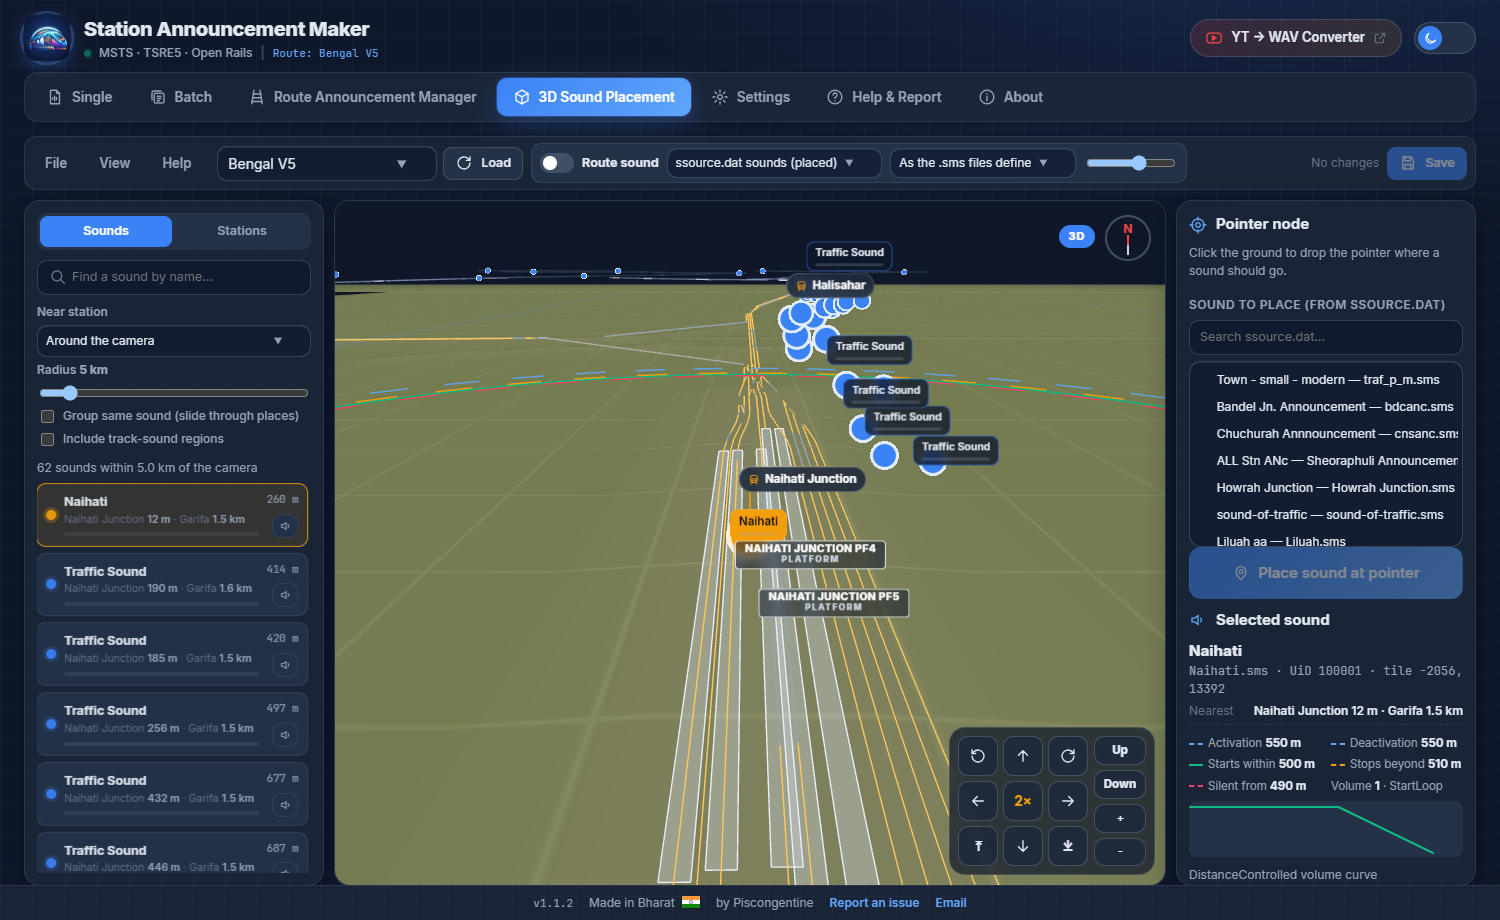 Station Announcement Maker
MSTS · TSRE5 · Open Rails | Route: Bengal V5
YT → WAV Converter
Single
Batch
Route Announcement Manager
3D Sound Placement
Settings
Help & Report
About
File
View
Help
Bengal V5
Load
Route sound
ssource.dat sounds (placed)
As the .sms files define
No changes
Save
Sounds
Stations
Find a sound by name...
Near station
Around the camera
Radius 5 km
Group same sound (slide through places)
Include track-sound regions
62 sounds within 5.0 km of the camera
Naihati 260 m
Naihati Junction 12 m · Garifa 1.5 km
Traffic Sound 414 m
Naihati Junction 190 m · Garifa 1.6 km
Traffic Sound 420 m
Naihati Junction 185 m · Garifa 1.5 km
Traffic Sound 497 m
Naihati Junction 256 m · Garifa 1.5 km
Traffic Sound 677 m
Naihati Junction 432 m · Garifa 1.5 km
Traffic Sound 687 m
Naihati Junction 446 m · Garifa 1.5 km
3D
N
Traffic Sound
Halisahar
Traffic Sound
Traffic Sound
Traffic Sound
Traffic Sound
Naihati Junction
Naihati
NAIHATI JUNCTION PF4
PLATFORM
NAIHATI JUNCTION PF5
PLATFORM
Up
Down
2×
+
-
Pointer node
Click the ground to drop the pointer where a
sound should go.
SOUND TO PLACE (FROM SSOURCE.DAT)
Search ssource.dat...
Town - small - modern — traf_p_m.sms
Bandel Jn. Announcement — bdcanc.sms
Chuchurah Annnouncement — cnsanc.sms
ALL Stn ANc — Sheoraphuli Announcemen
Howrah Junction — Howrah Junction.sms
sound-of-traffic — sound-of-traffic.sms
Liluah aa — Liluah.sms
Place sound at pointer
Selected sound
Naihati
Naihati.sms · UiD 100001 · tile -2056,
13392
Nearest Naihati Junction 12 m · Garifa 1.5 km
Activation 550 m
Deactivation 550 m
Starts within 500 m
Stops beyond 510 m
Silent from 490 m
Volume 1 · StartLoop
DistanceControlled volume curve
v1.1.2 Made in Bharat by Piscongentine Report an issue Email